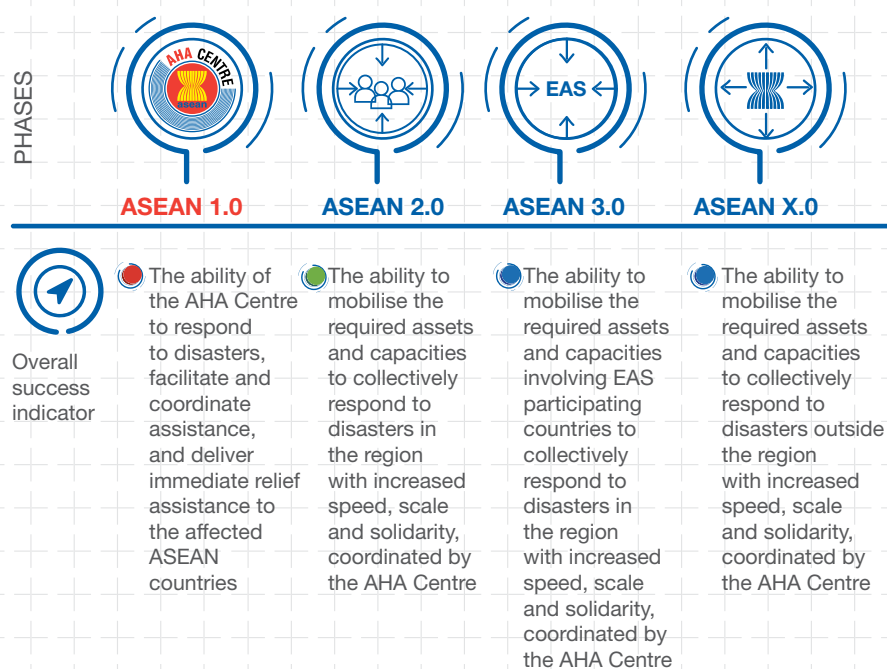 PHASES
AHA CENTRE
asean
EAS
ASEAN 1.0
ASEAN 2.0
ASEAN 3.0
ASEAN X.0
Overall
success
indicator
The ability of
the AHA Centre
to respond
to disasters,
facilitate and
coordinate
assistance,
and deliver
immediate relief
assistance to
the affected
ASEAN
countries
The ability to
mobilise the
required assets
and capacities
to collectively
respond to
disasters in
the region
with increased
speed, scale
and solidarity,
coordinated by
the AHA Centre
The ability to
mobilise the
required assets
and capacities
involving EAS
participating
countries to
collectively
respond to
disasters in
the region
with increased
speed, scale
and solidarity,
coordinated by
the AHA Centre
The ability to
mobilise the
required assets
and capacities
to collectively
respond to
disasters outside
the region
with increased
speed, scale
and solidarity,
coordinated by
the AHA Centre